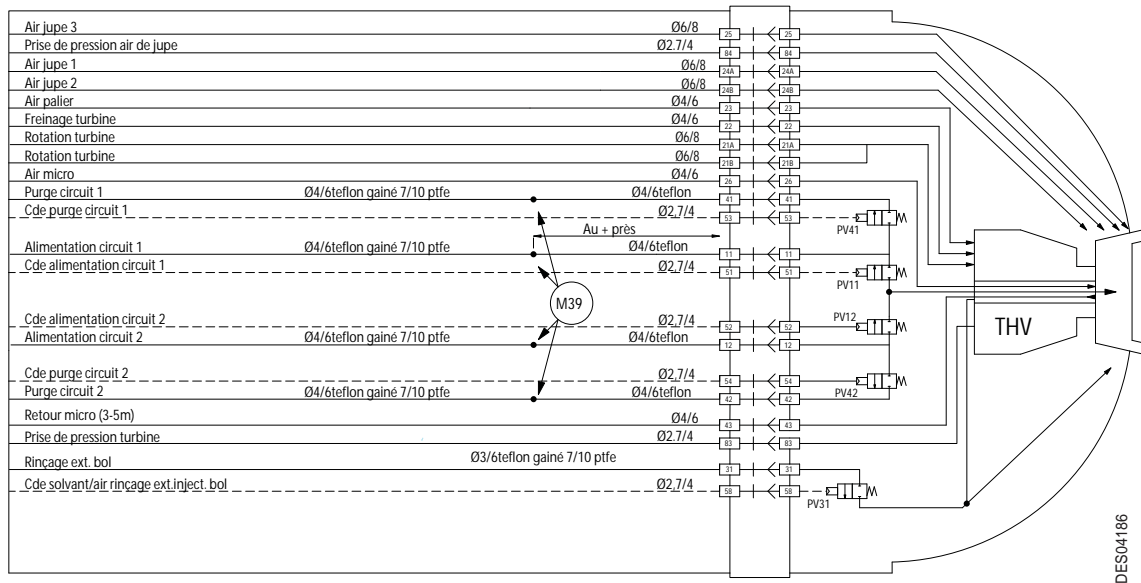 Air jupe 3 Ø6/8 25 25
Prise de pression air de jupe Ø2.7/4 84 84
Air jupe 1 Ø6/8 24A 24A
Air jupe 2 Ø6/8 24B 24B
Air palier Ø4/6 23 23
Freinage turbine Ø4/6 22 22
Rotation turbine Ø6/8 21A 21A
Rotation turbine Ø6/8 21B 21B
Air micro Ø4/6 26 26
Purge circuit 1 Ø4/6teflon gainé 7/10 ptfe Ø4/6teflon 41 41
Cde purge circuit 1 Ø2,7/4 53 53
PV41
Au + près
Alimentation circuit 1 Ø4/6teflon gainé 7/10 ptfe Ø4/6teflon 11 11
Cde alimentation circuit 1 Ø2,7/4 51 51
PV11
M39
Cde alimentation circuit 2 Ø2,7/4 52 52 PV12
THV
Alimentation circuit 2 Ø4/6teflon gainé 7/10 ptfe Ø4/6teflon 12 12
Cde purge circuit 2 Ø2,7/4 54 54
PV42
Purge circuit 2 Ø4/6teflon gainé 7/10 ptfe Ø4/6teflon 42 42
Retour micro (3-5m) Ø4/6 43 43
Prise de pression turbine Ø2.7/4 83 83
Rinçage ext. bol Ø3/6teflon gainé 7/10 ptfe 31 31
Cde solvant/air rinçage ext.inject. bol Ø2,7/4 58 58
PV31
DES04186